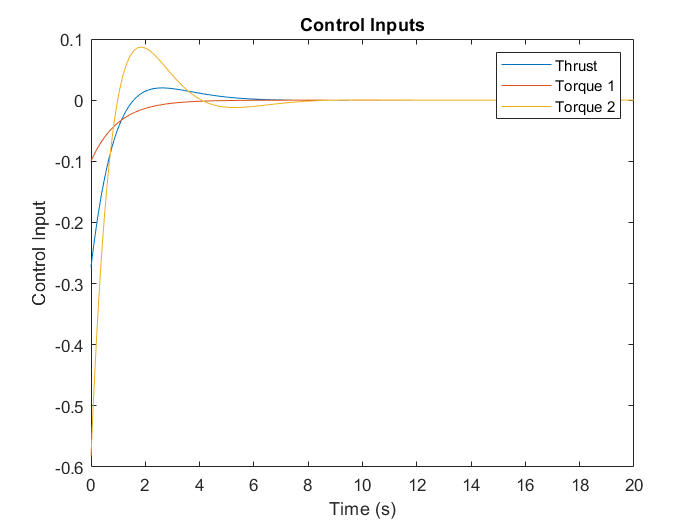 Control Inputs
0.1
0
-0.1
-0.2
-0.3
-0.4
-0.5
-0.6
Control Input
Thrust
Torque 1
Torque 2
0 2 4 6 8 10 12 14 16 18 20
Time (s)